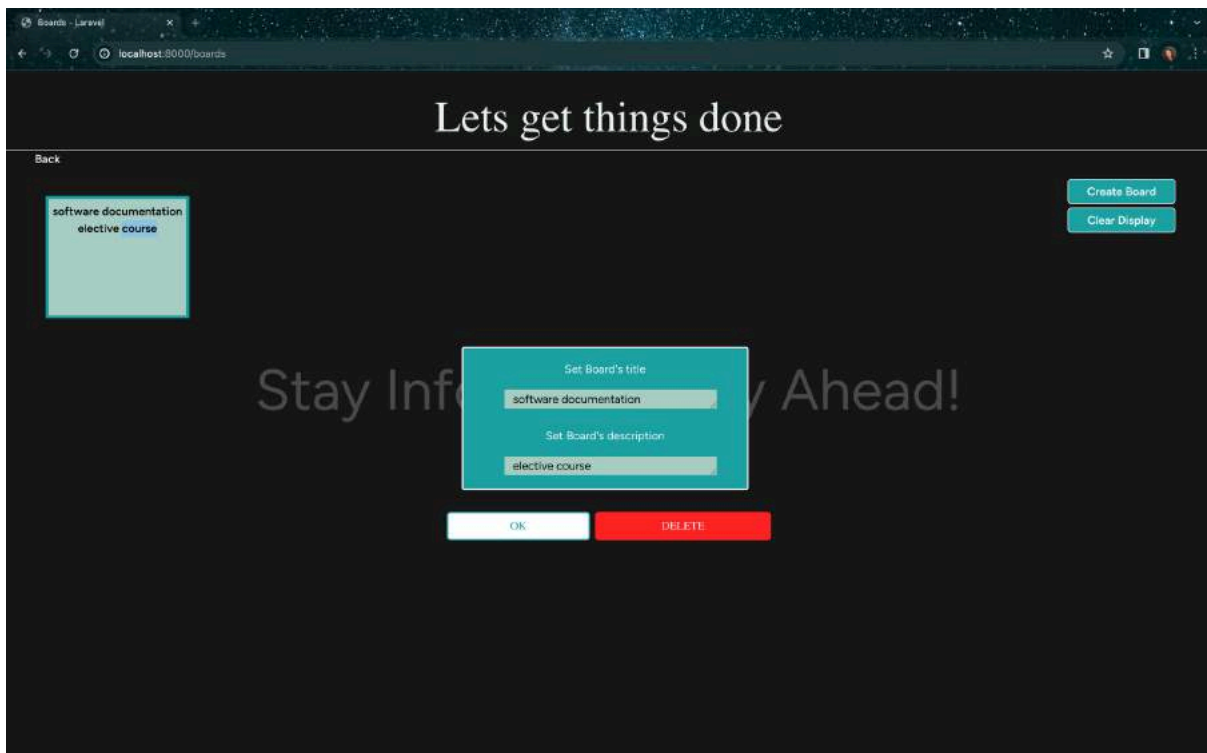 Boards - Laravel
localhost:8000/boards
Lets get things done
Back
Create Board
Clear Display
software documentation
elective course
Set Board's title
Stay Inf
y Ahead!
software documentation
Set Board's description
elective course
OK
DELETE